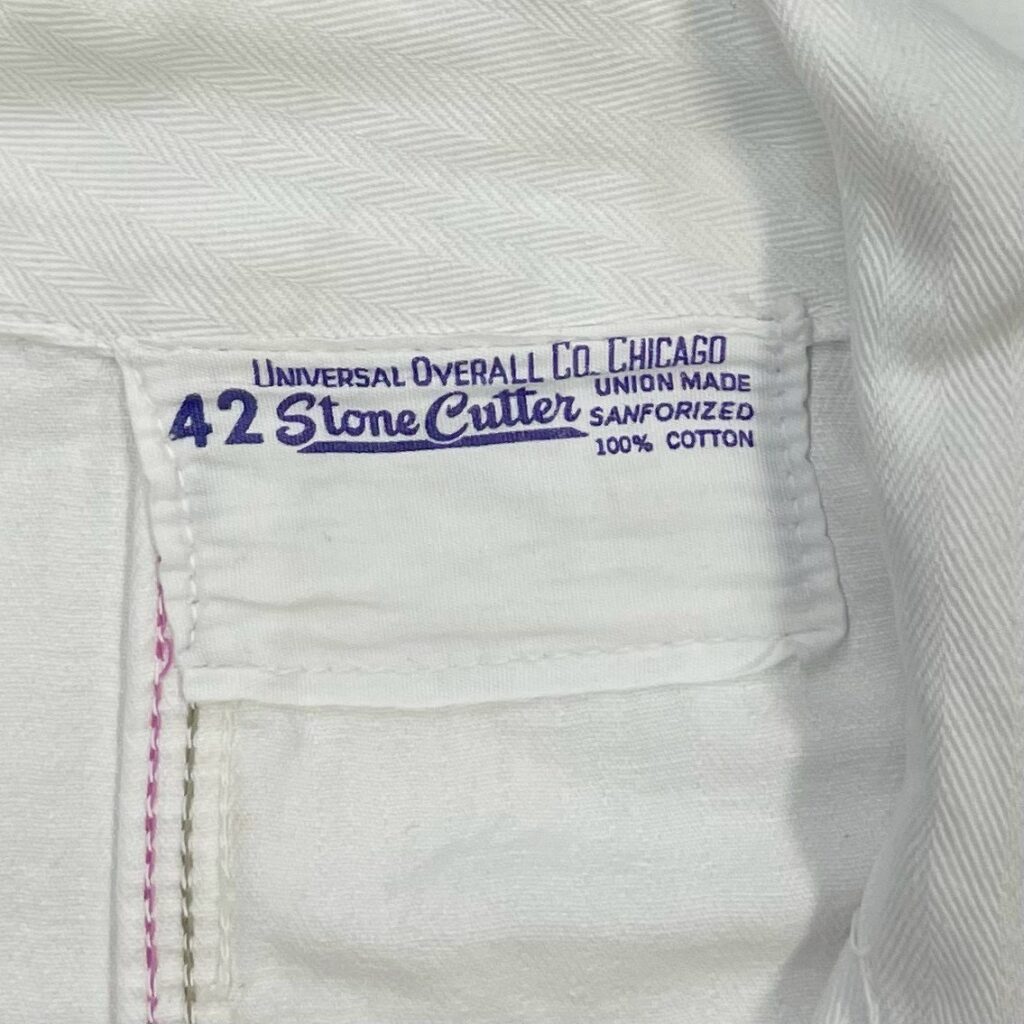 UNIVERSAL OVERALL CO. CHICAGO
42 Stone Cutter
UNION MADE
SANFORIZED
100% COTTON